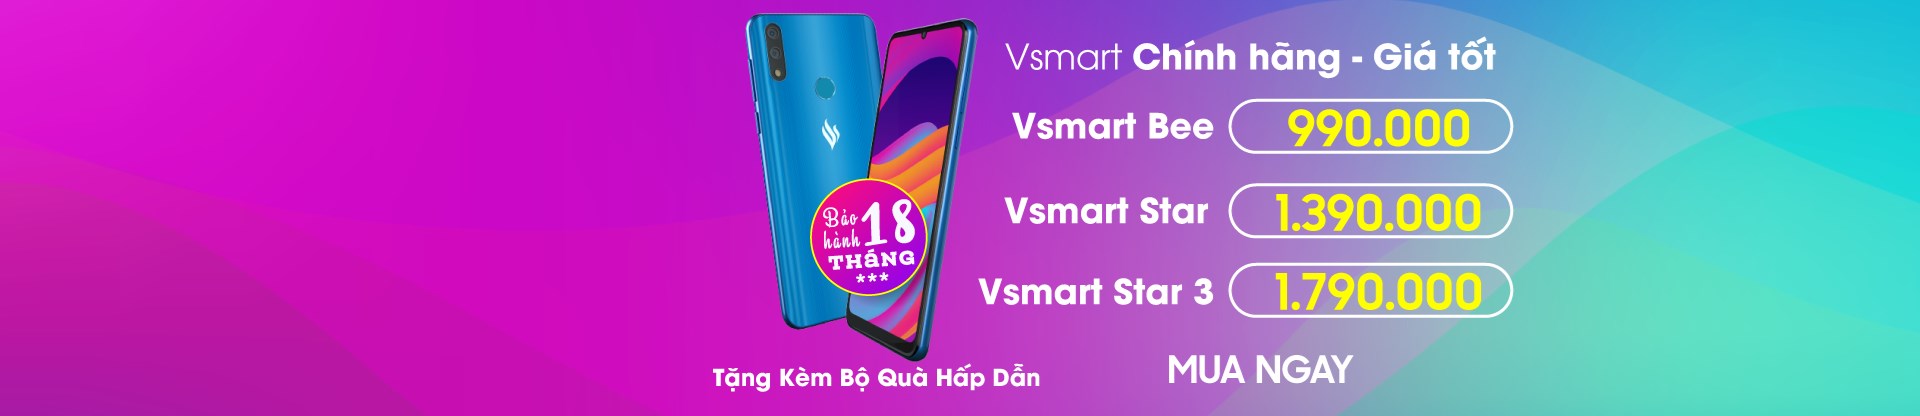 Vsmart Chính hãng - Giá tốt
Vsmart Bee 990.000
Vsmart Star 1.390.000
Vsmart Star 3 1.790.000
Bảo
hành 18
THÁNG
***
Tặng Kèm Bộ Quà Hấp Dẫn
MUA NGAY